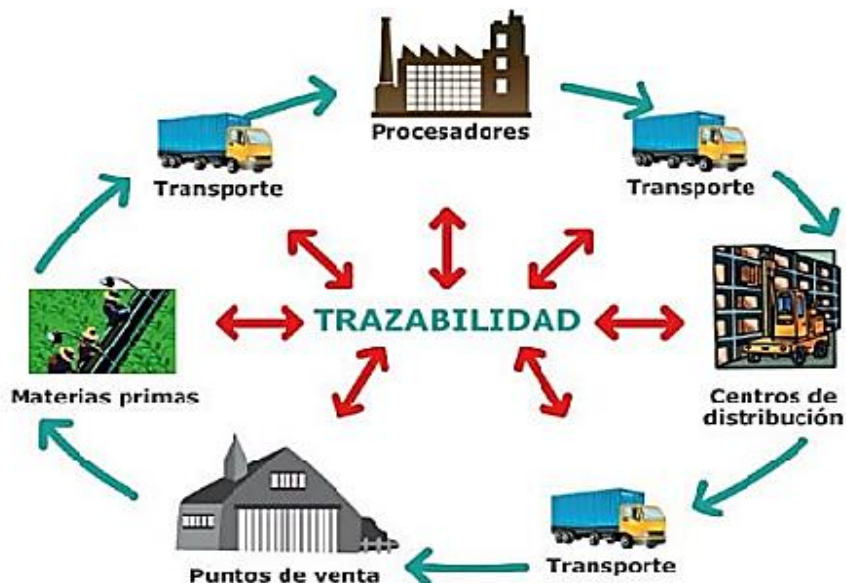 Procesadores
Transporte
Transporte
TRAZABILIDAD
Materias primas
Centros de
distribución
Transporte
Puntos de venta